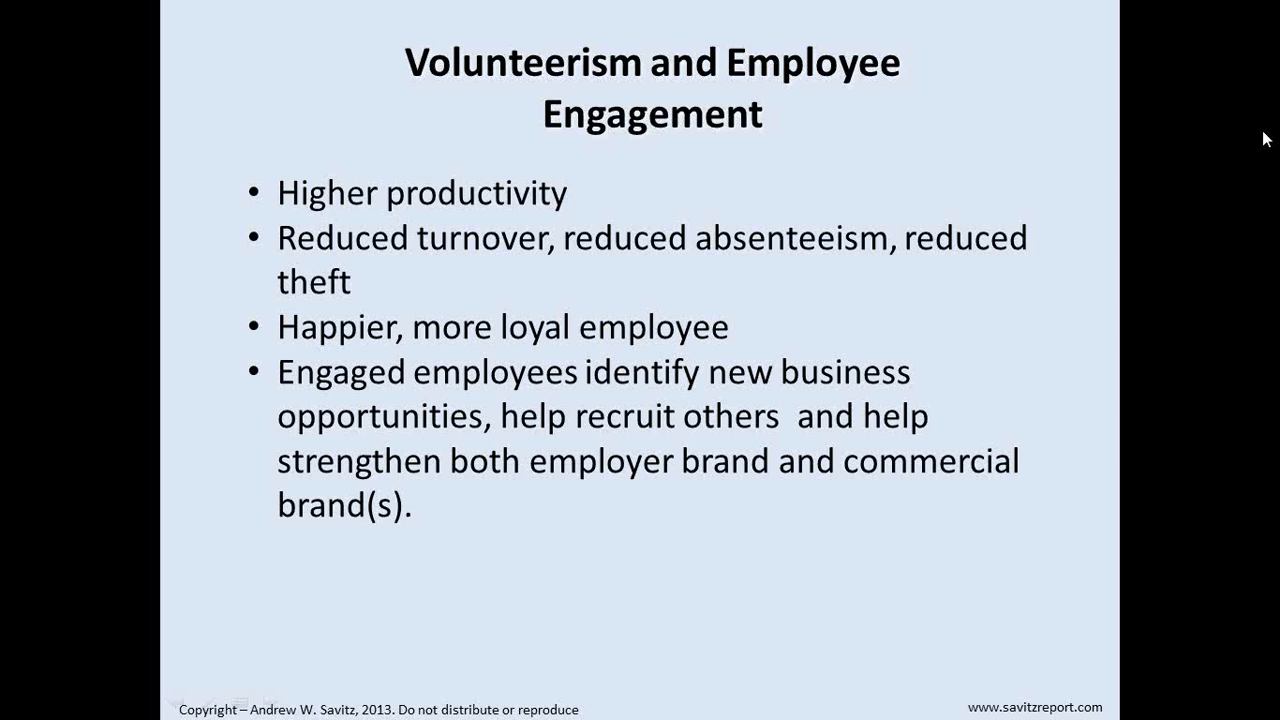 Volunteerism and Employee
Engagement
• Higher productivity
• Reduced turnover, reduced absenteeism, reduced
theft
• Happier, more loyal employee
• Engaged employees identify new business
opportunities, help recruit others  and help
strengthen both employer brand and commercial
brand(s).
Copyright – Andrew W. Savitz, 2013. Do not distribute or reproduce
www.savitzreport.com